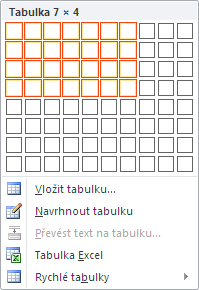 Tabulka 7 × 4
Vložit tabulku...
Navrhnout tabulku
Převést text na tabulku...
Tabulka Excel
Rychlé tabulky